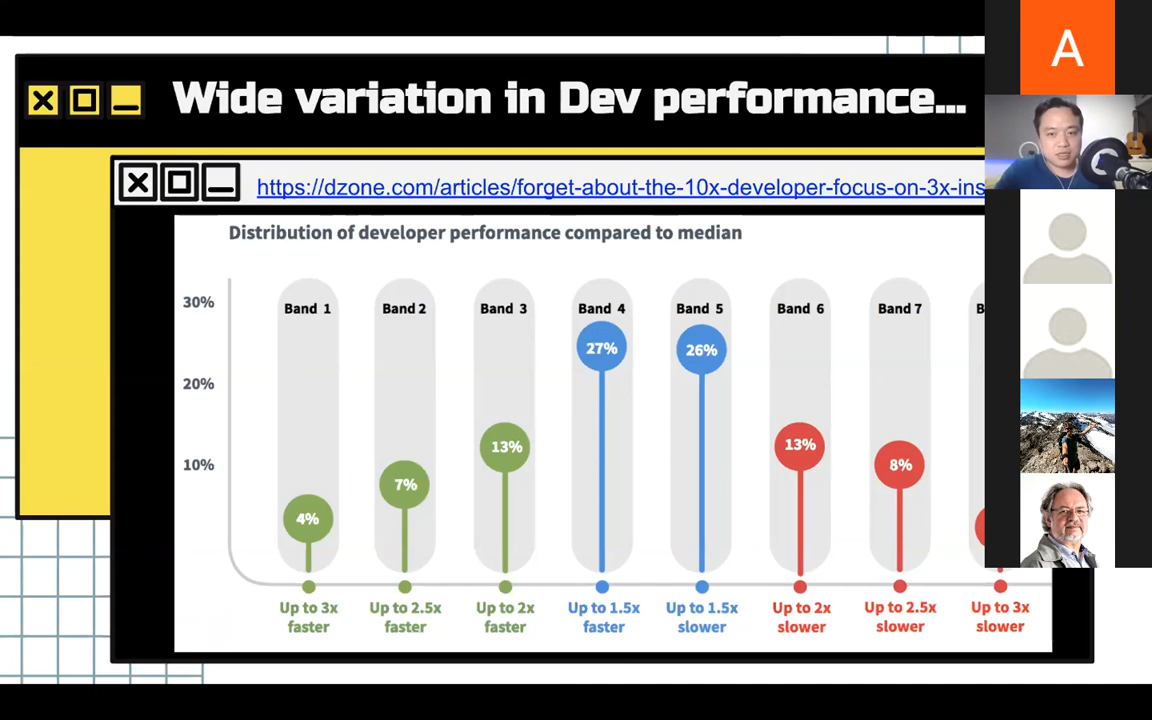 Wide variation in Dev performance...
A
https://dzone.com/articles/forget-about-the-10x-developer-focus-on-3x-ins
Distribution of developer performance compared to median
30%
20%
10%
Band 1
Band 2
Band 3
Band 4
Band 5
Band 6
Band 7
B
4%
7%
13%
27%
26%
13%
8%
Up to 3x
faster
Up to 2.5x
faster
Up to 2x
faster
Up to 1.5x
faster
Up to 1.5x
slower
Up to 2x
slower
Up to 2.5x
slower
Up to 3x
slower